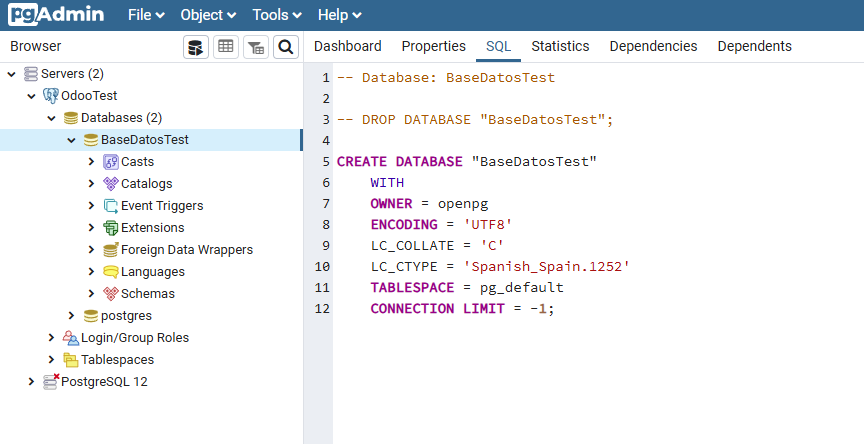 pgAdmin File Object Tools Help
Browser
Dashboard Properties SQL Statistics Dependencies Dependents
Servers (2)
OdooTest
Databases (2)
BaseDatosTest
Casts
Catalogs
Event Triggers
Extensions
Foreign Data Wrappers
Languages
Schemas
postgres
Login/Group Roles
Tablespaces
PostgreSQL 12
1 -- Database: BaseDatosTest
2
3 -- DROP DATABASE "BaseDatosTest";
4
5 CREATE DATABASE "BaseDatosTest"
6 WITH
7 OWNER = openpg
8 ENCODING = 'UTF8'
9 LC_COLLATE = 'C'
10 LC_CTYPE = 'Spanish_Spain.1252'
11 TABLESPACE = pg_default
12 CONNECTION LIMIT = -1;